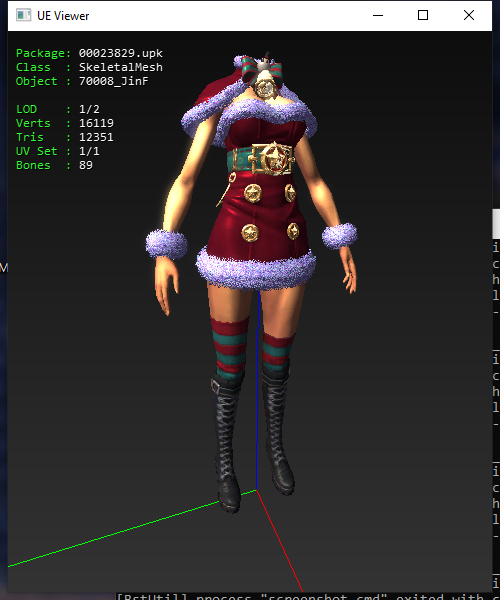 UE Viewer
Package: 00023829.upk
Class : SkeletalMesh
Object : 70008_JinF
LOD : 1/2
Verts : 16119
Tris : 12351
UV Set : 1/1
Bones : 89
M
i
c
h
l
-
i
c
h
l
-
i
c
h
l
-
i
[BstUtil] process "screenshot.cmd" exited with c